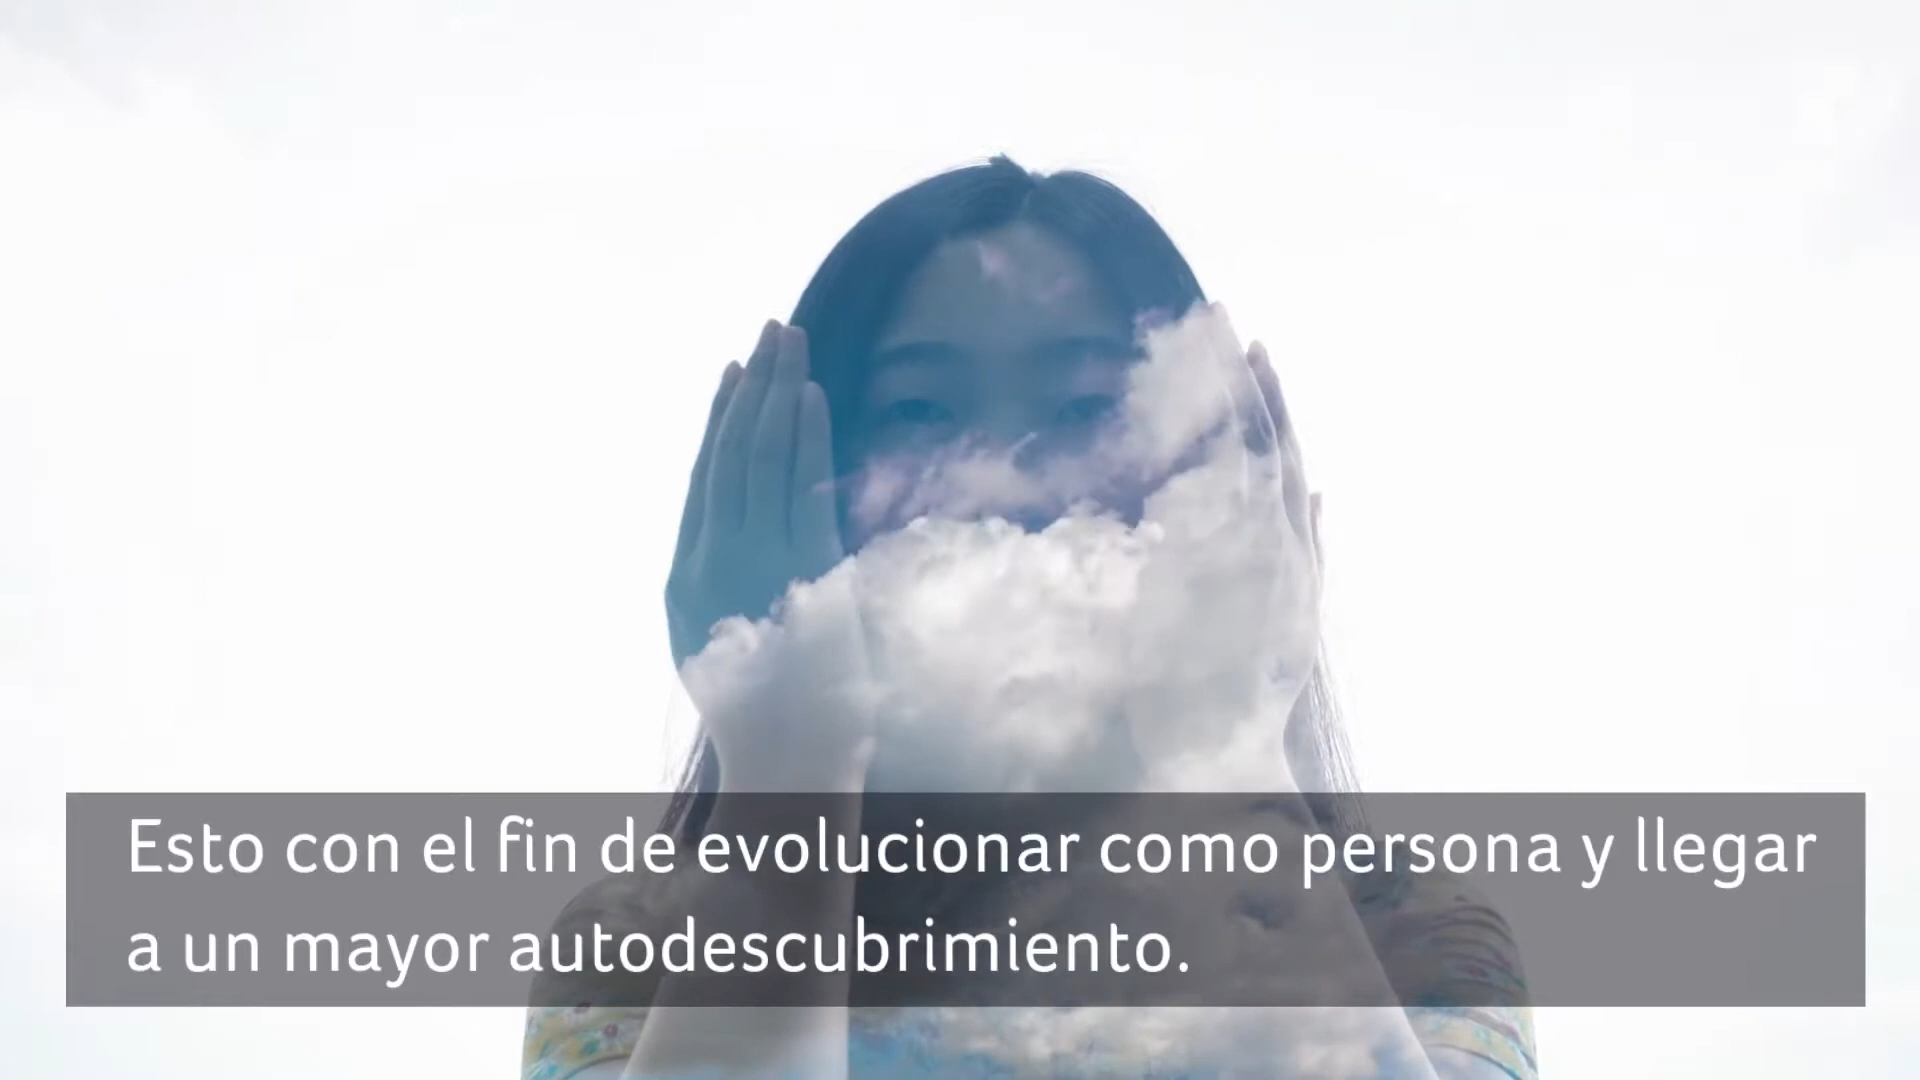 Esto con el fin de evolucionar como persona y llegar
a un mayor autodescubrimiento.